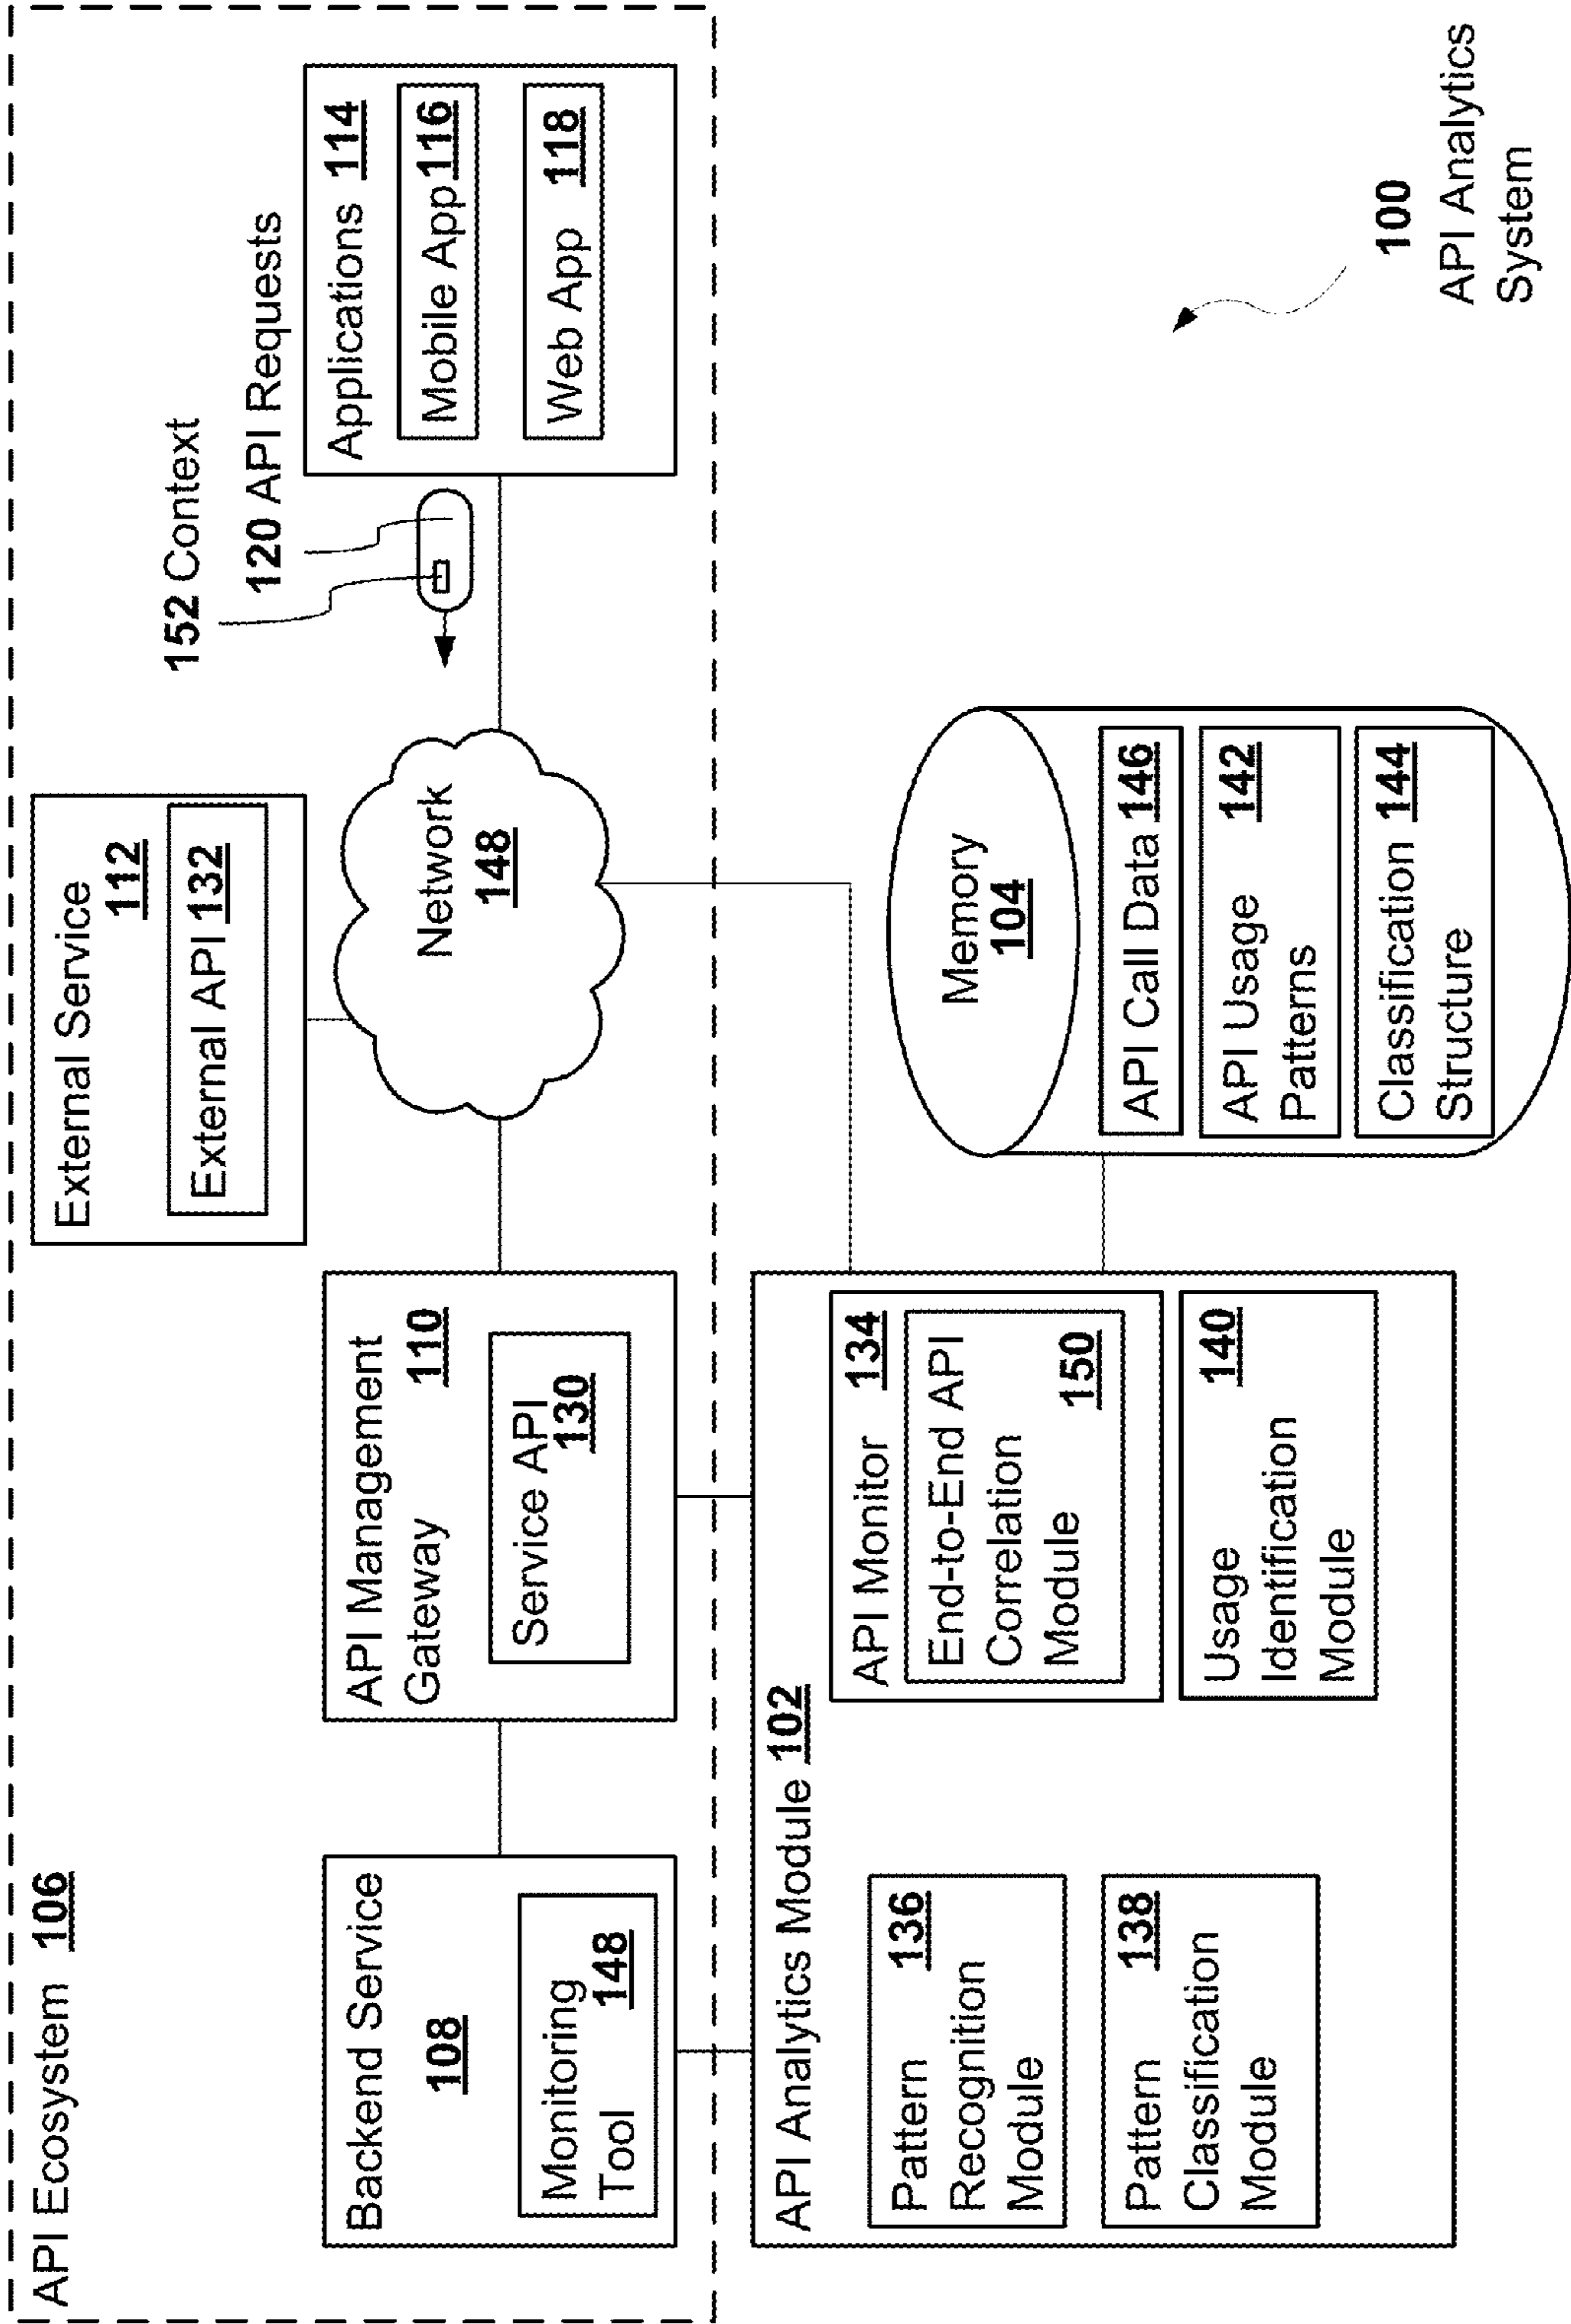 API Ecosystem 106
External Service
112
External API 132
152 Context
120 API Requests
Backend Service
108
Monitoring
Tool 148
API Management
Gateway 110
Service API
130
Network
148
Applications 114
Mobile App 116
Web App 118
API Analytics Module 102
Pattern 136
Recognition
Module
Pattern 138
Classification
Module
API Monitor 134
End-to-End API
Correlation
Module 150
Usage 140
Identification
Module
Memory
104
API Call Data 146
API Usage 142
Patterns
Classification 144
Structure
100
API Analytics
System